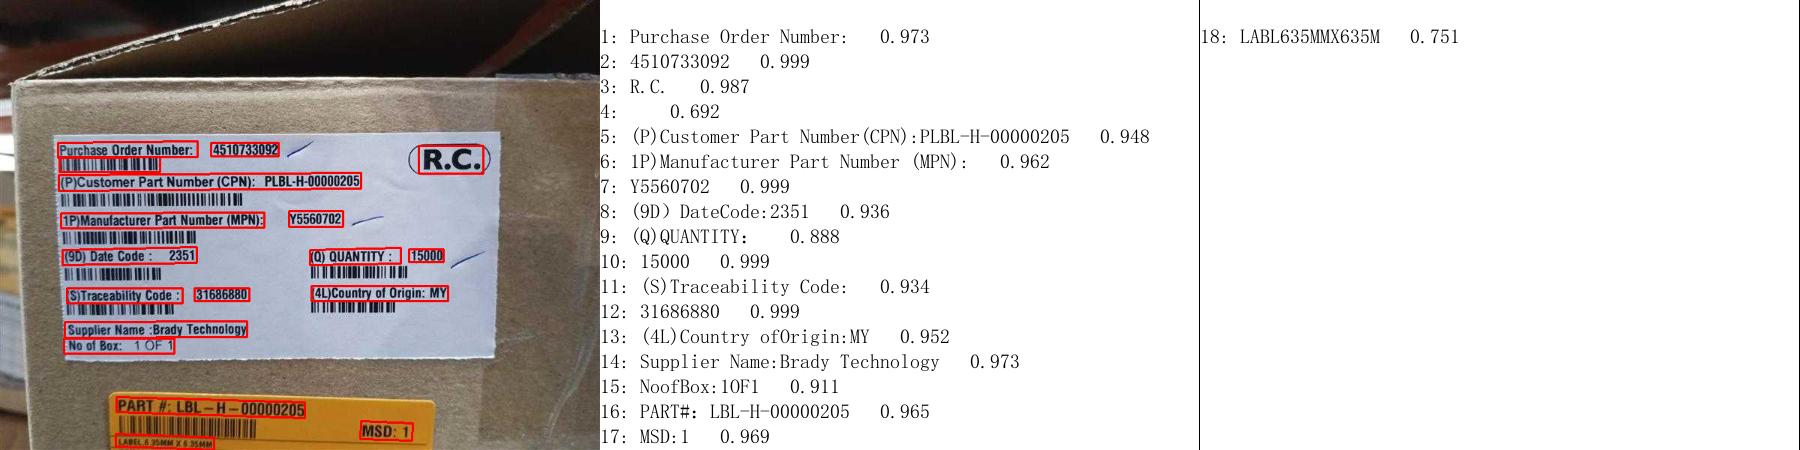 Purchase Order Number: 4510733092
R.C.
(P)Customer Part Number (CPN): PLBL-H-00000205
1P)Manufacturer Part Number (MPN): Y5560702
(9D) Date Code : 2351
(Q) QUANTITY : 15000
S)Traceability Code : 31686880
(4L)Country of Origin: MY
Supplier Name :Brady Technology
No of Box: 1 OF 1
PART #: LBL-H-00000205
MSD: 1
LABEL 6.35MM X 6.35MM
1: Purchase Order Number: 0.973
2: 4510733092 0.999
3: R.C. 0.987
4: 0.692
5: (P)Customer Part Number(CPN):PLBL-H-00000205 0.948
6: 1P)Manufacturer Part Number (MPN): 0.962
7: Y5560702 0.999
8: (9D) DateCode:2351 0.936
9: (Q)QUANTITY: 0.888
10: 15000 0.999
11: (S)Traceability Code: 0.934
12: 31686880 0.999
13: (4L)Country ofOrigin:MY 0.952
14: Supplier Name:Brady Technology 0.973
15: NoofBox:1OF1 0.911
16: PART#: LBL-H-00000205 0.965
17: MSD:1 0.969
18: LABL635MMX635M 0.751